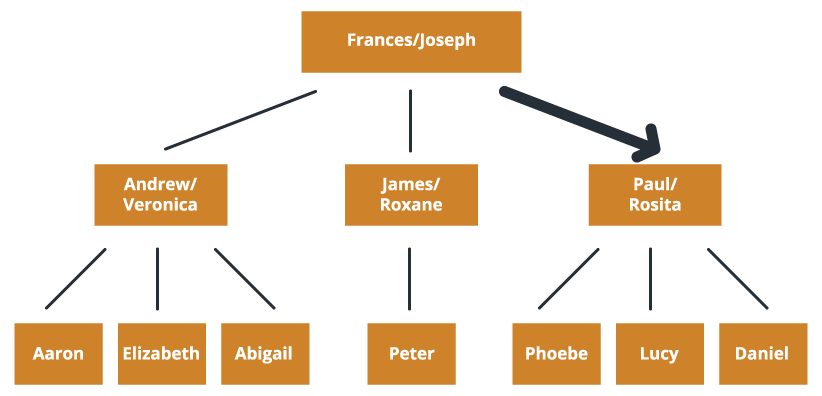 Frances/Joseph
Andrew/
Veronica
James/
Roxane
Paul/
Rosita
Aaron
Elizabeth
Abigail
Peter
Phoebe
Lucy
Daniel